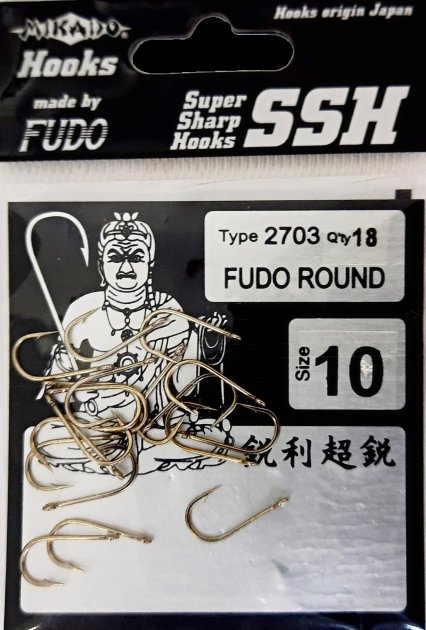 MIKADO
Hooks origin Japan
Hooks
made by
FUDO
Super
Sharp
Hooks
SSH
Type 2703 Q'ty 18
FUDO ROUND
Size 10
鋭利超鋭